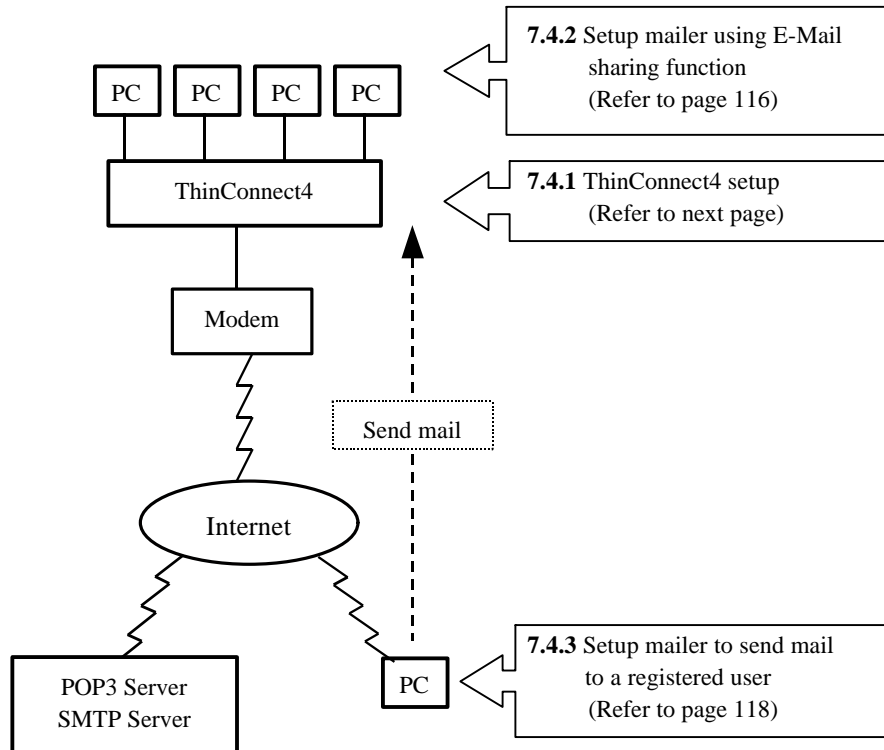 7.4.2 Setup mailer using E-Mail
sharing function
(Refer to page 116)
PC
PC
PC
PC
ThinConnect4
7.4.1 ThinConnect4 setup
(Refer to next page)
Modem
Send mail
Internet
7.4.3 Setup mailer to send mail
to a registered user
(Refer to page 118)
PC
POP3 Server
SMTP Server